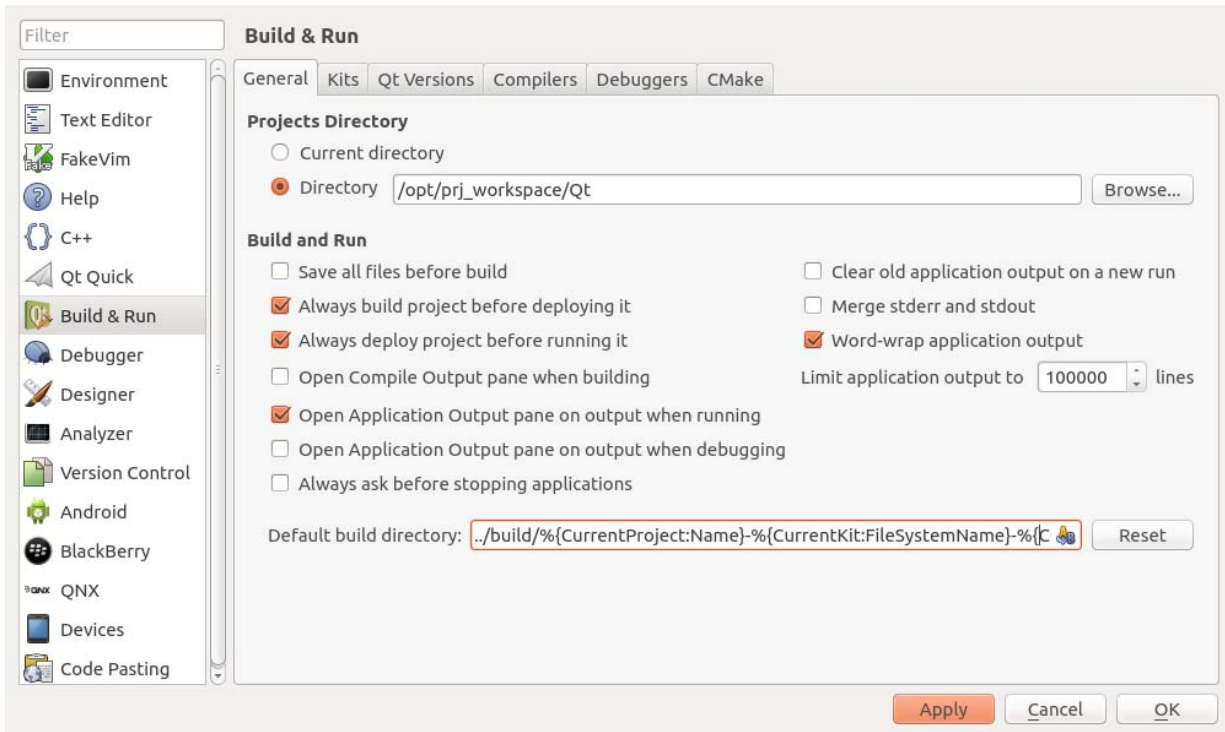 Filter
Environment
Text Editor
FakeVim
Help
C++
Qt Quick
Build & Run
Debugger
Designer
Analyzer
Version Control
Android
BlackBerry
QNX
Devices
Code Pasting
Build & Run
General Kits Qt Versions Compilers Debuggers CMake
Projects Directory
Current directory
Directory /opt/prj_workspace/Qt Browse...
Build and Run
Save all files before build Clear old application output on a new run
Always build project before deploying it Merge stderr and stdout
Always deploy project before running it Word-wrap application output
Open Compile Output pane when building Limit application output to 100000 lines
Open Application Output pane on output when running
Open Application Output pane on output when debugging
Always ask before stopping applications
Default build directory: ../build/%{CurrentProject:Name}-%{CurrentKit:FileSystemName}-%{C Reset
Apply Cancel OK